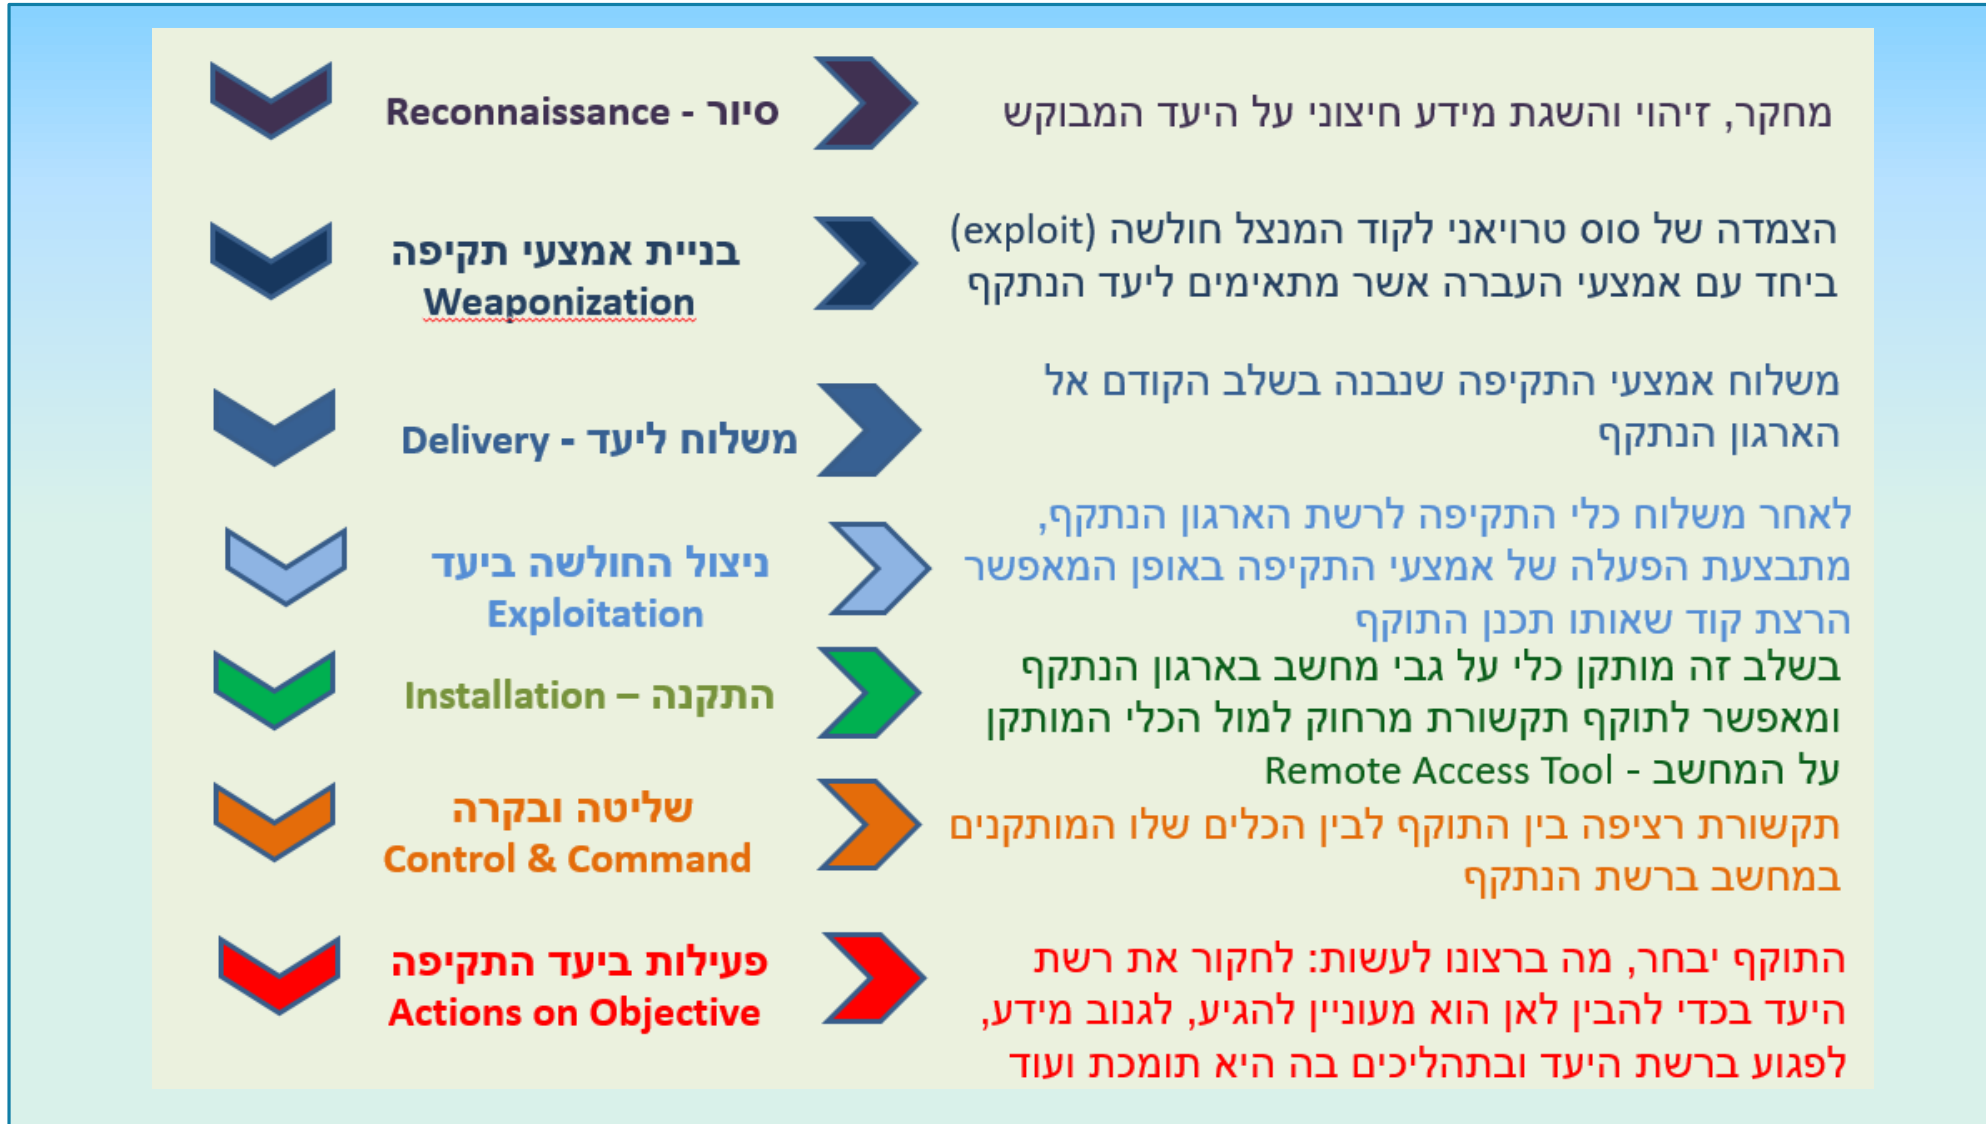 סיור - Reconnaissance
מחקר, זיהוי והשגת מידע חיצוני על היעד המבוקש
בניית אמצעי תקיפה
Weaponization
הצמדה של סוס טרויאני לקוד המנצל חולשה (exploit)
ביחד עם אמצעי העברה אשר מתאימים ליעד הנתקף
משלוח ליעד - Delivery
משלוח אמצעי התקיפה שנבנה בשלב הקודם אל
הארגון הנתקף
ניצול החולשה ביעד
Exploitation
לאחר משלוח כלי התקיפה לרשת הארגון הנתקף,
מתבצעת הפעלה של אמצעי התקיפה באופן המאפשר
הרצת קוד שאותו תכנן התוקף
התקנה – Installation
בשלב זה מותקן כלי על גבי מחשב בארגון הנתקף
ומאפשר לתוקף תקשורת מרחוק למול הכלי המותקן
על המחשב - Remote Access Tool
שליטה ובקרה
Control & Command
תקשורת רציפה בין התוקף לבין הכלים שלו המותקנים
במחשב ברשת הנתקף
פעילות ביעד התקיפה
Actions on Objective
התוקף יבחר, מה ברצונו לעשות: לחקור את רשת
היעד בכדי להבין לאן הוא מעוניין להגיע, לגנוב מידע,
לפגוע ברשת היעד ובתהליכים בה היא תומכת ועוד